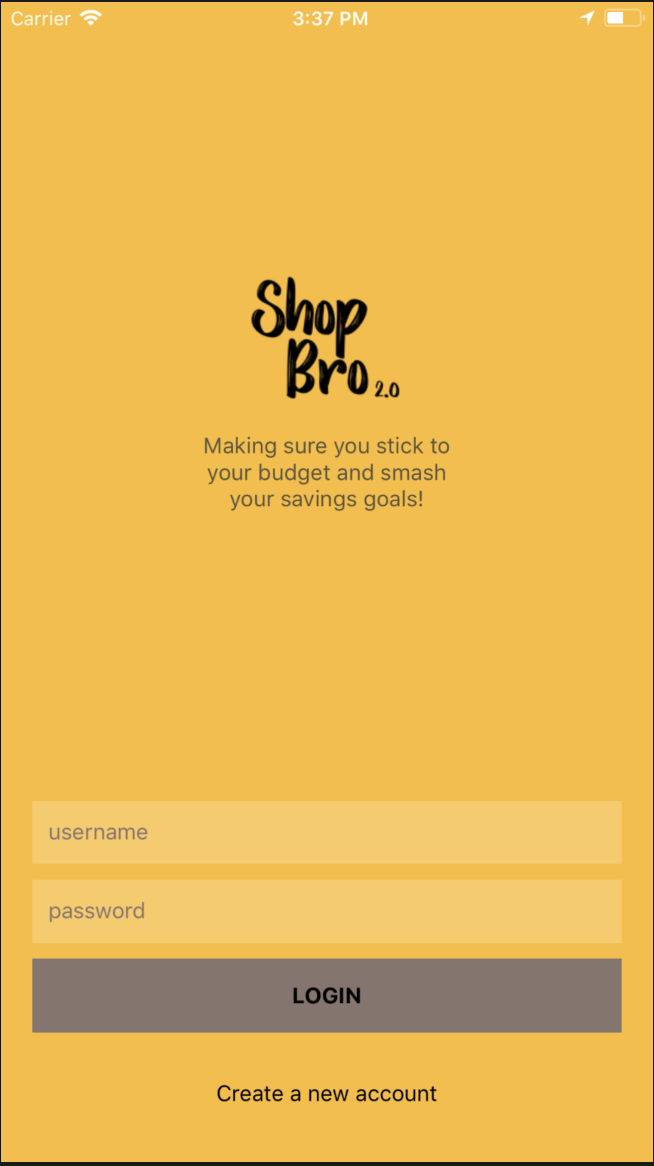 Carrier 3:37 PM
Shop
Bro 2.0
Making sure you stick to
your budget and smash
your savings goals!
username
password
LOGIN
Create a new account